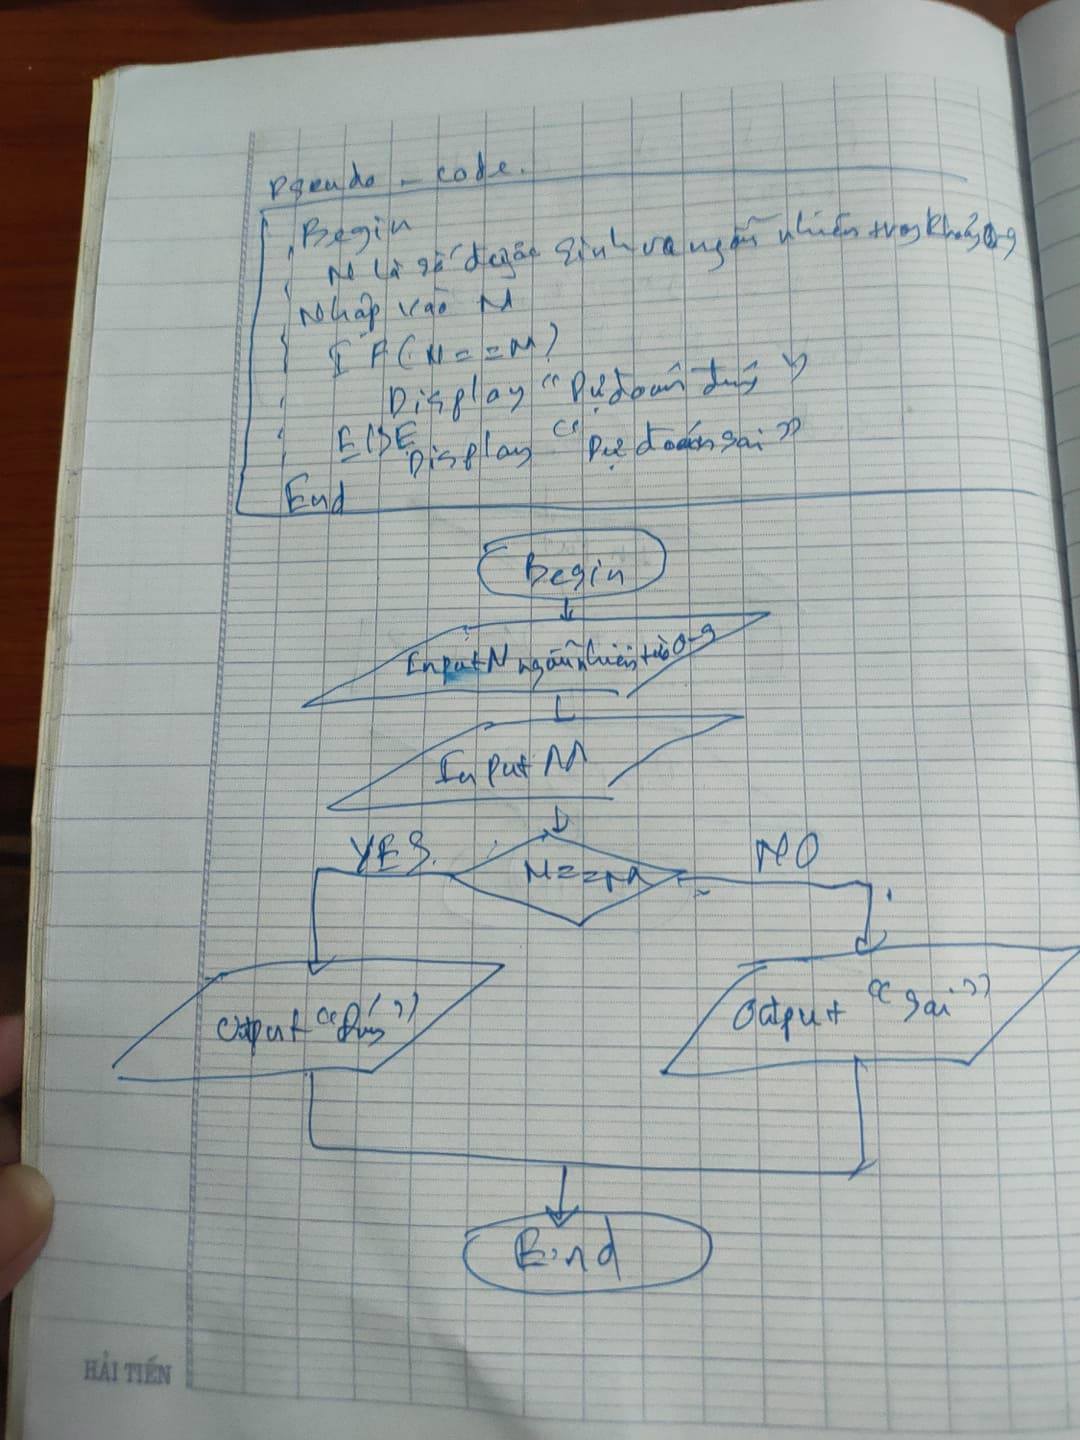 Pseudo - code.
Begin
N là số được sinh ra ngẫu nhiên trong khoảng 0-9
Nhập vào M
IF(N==M)
Display “Dự đoán đúng”
ELSE
Display “Dự đoán sai”
End
Begin
Input N ngẫu nhiên từ 0-9
Input M
YES.
N==M
NO
Output “Đúng”
Output “Sai”
End
HẢI TIẾN